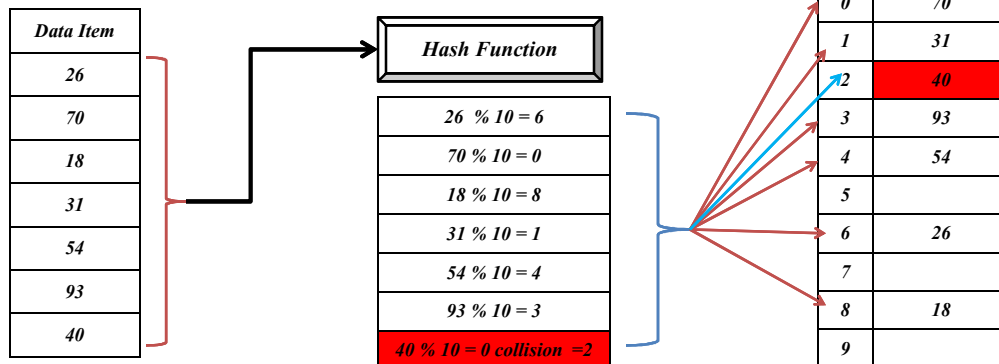 Data Item
26
70
18
31
54
93
40
Hash Function
26 % 10 = 6
70 % 10 = 0
18 % 10 = 8
31 % 10 = 1
54 % 10 = 4
93 % 10 = 3
40 % 10 = 0 collision =2
0 70
1 31
2 40
3 93
4 54
5
6 26
7
8 18
9